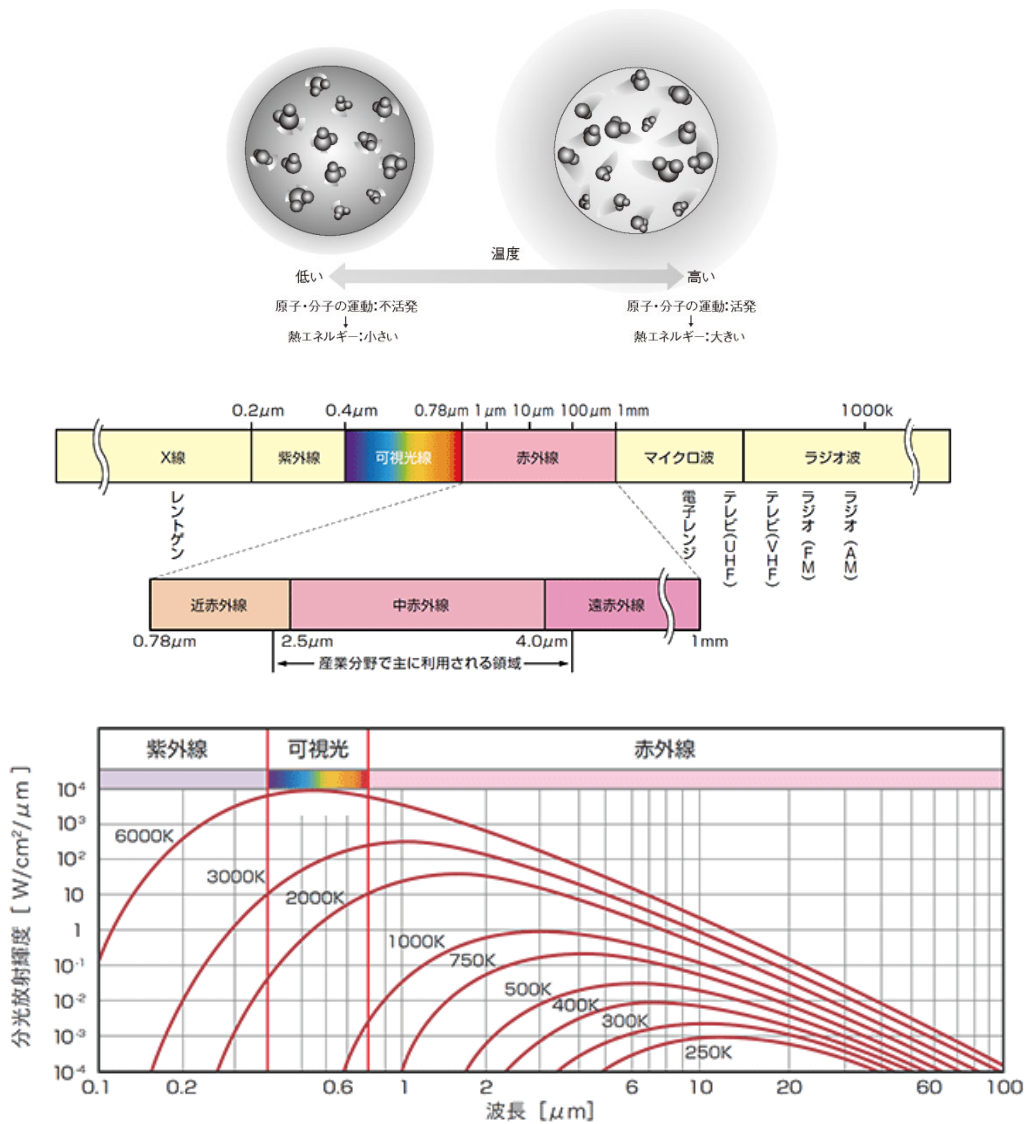 温度
低い
高い
原子・分子の運動:不活発
↓
熱エネルギー:小さい
原子・分子の運動:活発
↓
熱エネルギー:大きい
0.2μm 0.4μm 0.78μm 1μm 10μm 100μm 1mm 1000k
X線 紫外線 可視光線 赤外線 マイクロ波 ラジオ波
レントゲン
電子レンジ
テレビ(UHF)
テレビ(VHF)
ラジオ(FM)
ラジオ(AM)
近赤外線 中赤外線 遠赤外線
0.78μm 2.5μm 4.0μm 1mm
産業分野で主に利用される領域
紫外線 可視光 赤外線
分光放射輝度 [ W/cm²/μm ]
10⁴
10³
10²
10
1
10⁻¹
10⁻²
10⁻³
10⁻⁴
6000K
3000K
2000K
1000K
750K
500K
400K
300K
250K
0.1 0.2 0.6 1 2 6 10 20 60 100
波長 [μm]